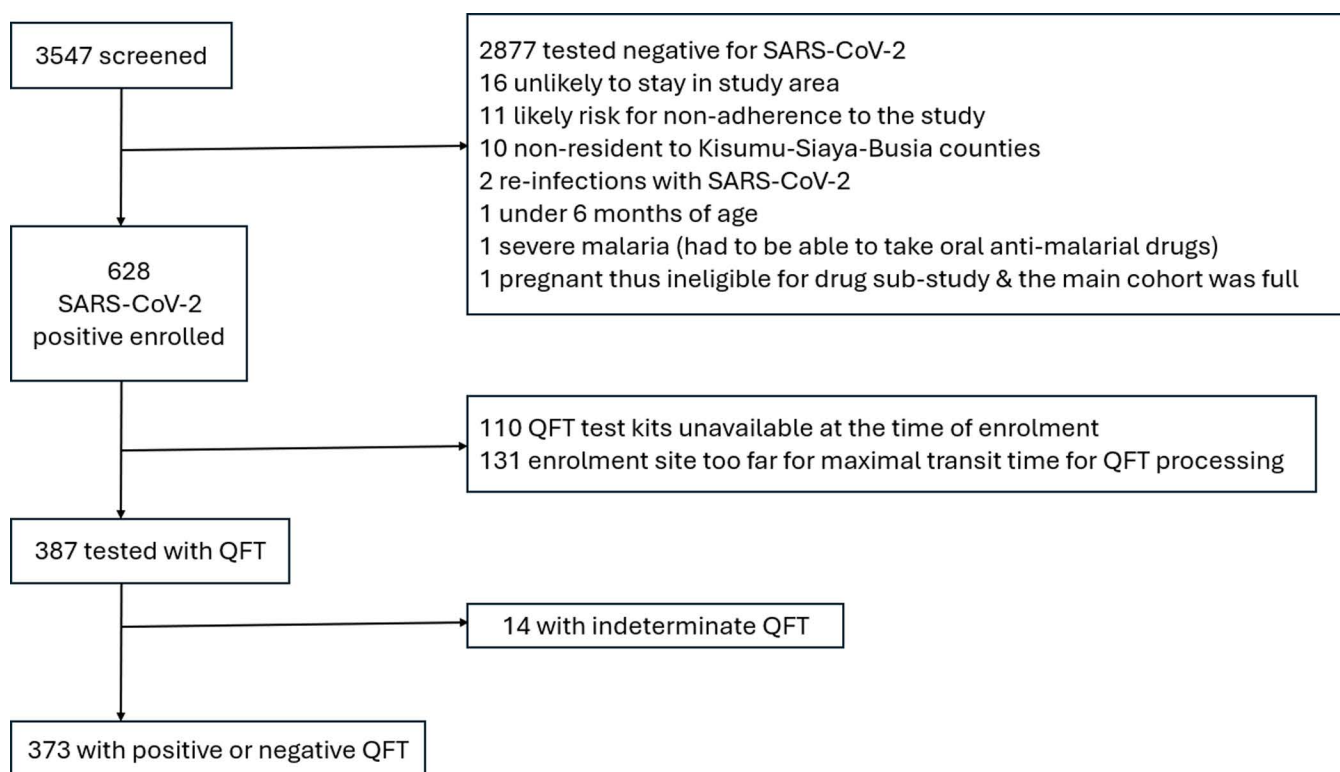 3547 screened
2877 tested negative for SARS-CoV-2
16 unlikely to stay in study area
11 likely risk for non-adherence to the study
10 non-resident to Kisumu-Siaya-Busia counties
2 re-infections with SARS-CoV-2
1 under 6 months of age
1 severe malaria (had to be able to take oral anti-malarial drugs)
1 pregnant thus ineligible for drug sub-study & the main cohort was full
628
SARS-CoV-2
positive enrolled
110 QFT test kits unavailable at the time of enrolment
131 enrolment site too far for maximal transit time for QFT processing
387 tested with QFT
14 with indeterminate QFT
373 with positive or negative QFT